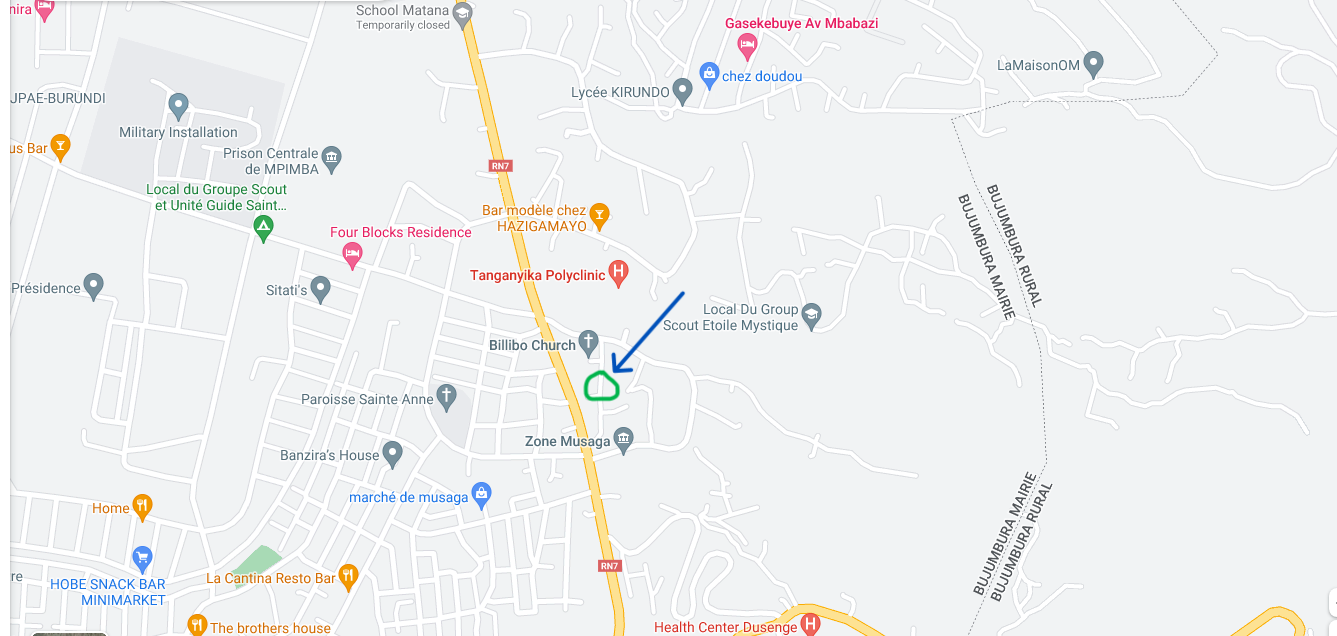 nira
School Matana
Temporarily closed
Gasekebuye Av Mbabazi
chez doudou
LaMaisonOM
Lycée KIRUNDO
JPAE-BURUNDI
Military Installation
us Bar
Prison Centrale
de MPIMBA
RN7
Local du Groupe Scout
et Unité Guide Saint...
Bar modèle chez
HAZIGAMAYO
Four Blocks Residence
BUJUMBURA RURAL
BUJUMBURA MAIRIE
Tanganyika Polyclinic
Présidence
Sitati's
Local Du Group
Scout Etoile Mystique
Billibo Church
Paroisse Sainte Anne
Zone Musaga
Banzira's House
marché de musaga
Home
BUJUMBURA MAIRIE
BUJUMBURA RURAL
RN7
re
HOBE SNACK BAR
MINIMARKET
La Cantina Resto Bar
The brothers house
Health Center Dusenge